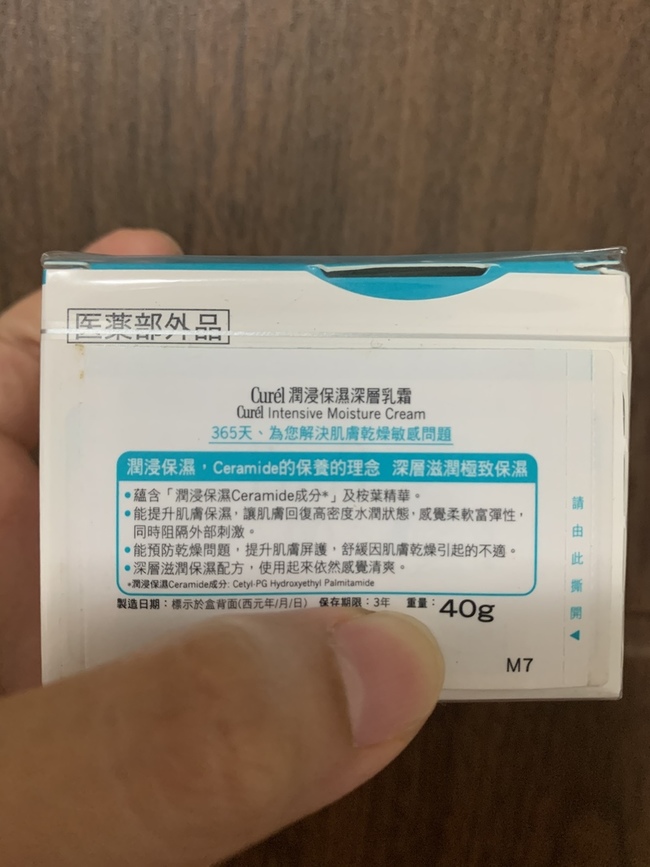 医薬部外品
Curél 潤浸保濕深層乳霜
Curél Intensive Moisture Cream
365天、為您解決肌膚乾燥敏感問題
潤浸保濕，Ceramide的保養的理念 深層滋潤極致保濕
•蘊含「潤浸保濕Ceramide成分*」及桉葉精華。
•能提升肌膚保濕，讓肌膚回復高密度水潤狀態，感覺柔軟富彈性，
同時阻隔外部刺激。
•能預防乾燥問題，提升肌膚屏護，舒緩因肌膚乾燥引起的不適。
•深層滋潤保濕配方，使用起來依然感覺清爽。
*潤浸保濕Ceramide成分: Cetyl-PG Hydroxyethyl Palmitamide
製造日期：標示於盒背面(西元年/月/日) 保存期限：3年 重量：40g
M7
請由此撕開◀